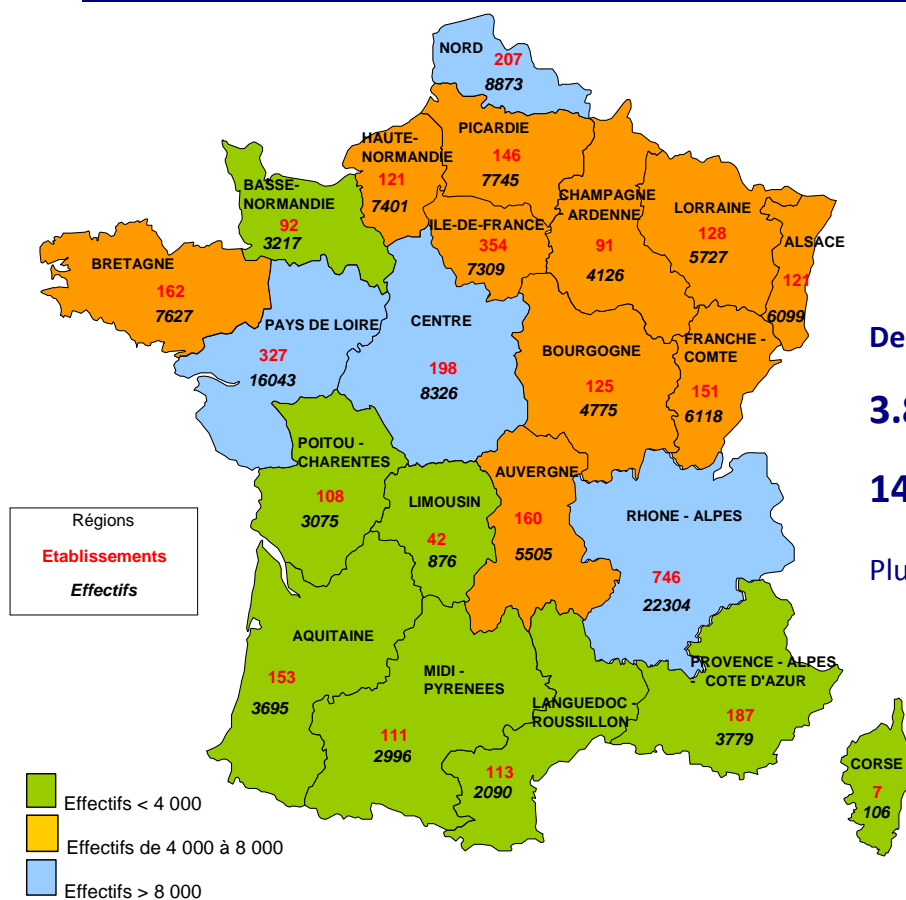 NORD
207
8873
PICARDIE
146
7745
HAUTE-
NORMANDIE
121
7401
BASSE-
NORMANDIE
92
3217
CHAMPAGNE
- ARDENNE
91
4126
LORRAINE
128
5727
ALSACE
121
6099
ILE-DE-FRANCE
354
7309
BRETAGNE
162
7627
PAYS DE LOIRE
327
16043
CENTRE
198
8326
BOURGOGNE
125
4775
FRANCHE -
COMTE
151
6118
POITOU -
CHARENTES
108
3075
LIMOUSIN
42
876
AUVERGNE
160
5505
RHONE - ALPES
746
22304
AQUITAINE
153
3695
MIDI -
PYRENEES
111
2996
LANGUEDOC -
ROUSSILLON
113
2090
PROVENCE - ALPES
- COTE D'AZUR
187
3779
CORSE
7
106
Régions
Etablissements
Effectifs
Effectifs < 4 000
Effectifs de 4 000 à 8 000
Effectifs > 8 000
De
3.8
14
Plu